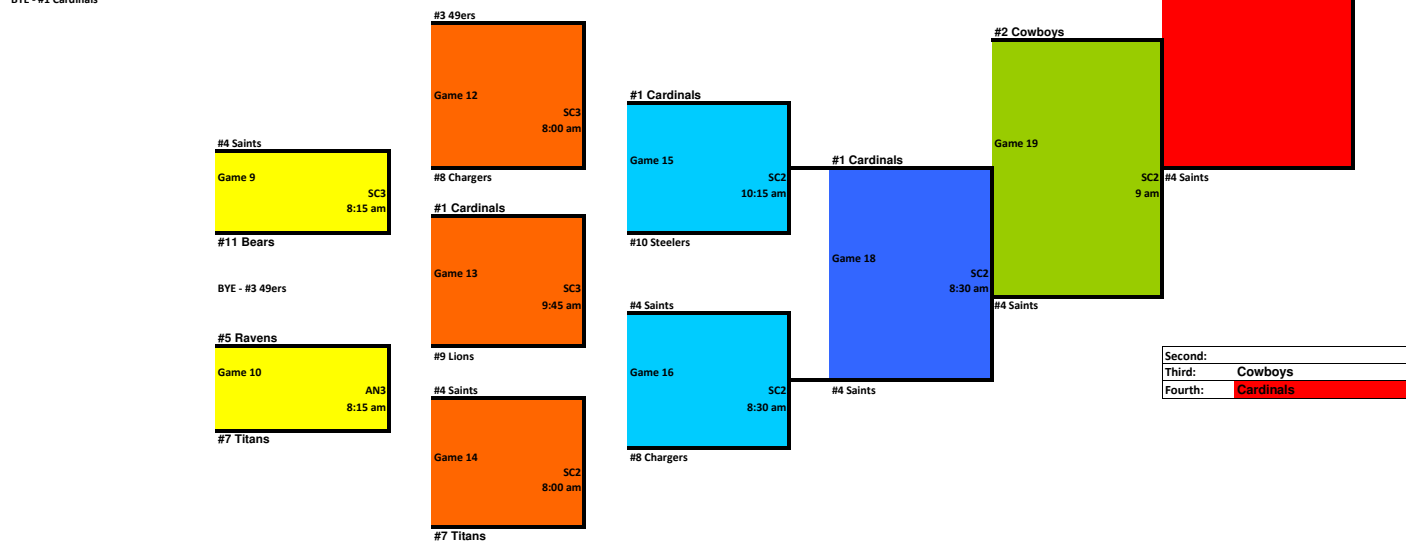 BYE - #1 Cardinals
#4 Saints
Game 9
SC3
8:15 am
#11 Bears
BYE - #3 49ers
#5 Ravens
Game 10
AN3
8:15 am
#7 Titans
#3 49ers
Game 12
SC3
8:00 am
#8 Chargers
#1 Cardinals
Game 13
SC3
9:45 am
#9 Lions
#4 Saints
Game 14
SC2
8:00 am
#7 Titans
#1 Cardinals
Game 15
SC2
10:15 am
#10 Steelers
#4 Saints
Game 16
SC2
8:30 am
#8 Chargers
#1 Cardinals
Game 18
SC2
8:30 am
#4 Saints
#2 Cowboys
Game 19
SC2
9 am
#4 Saints
#4 Saints
Second:
Third: Cowboys
Fourth: Cardinals